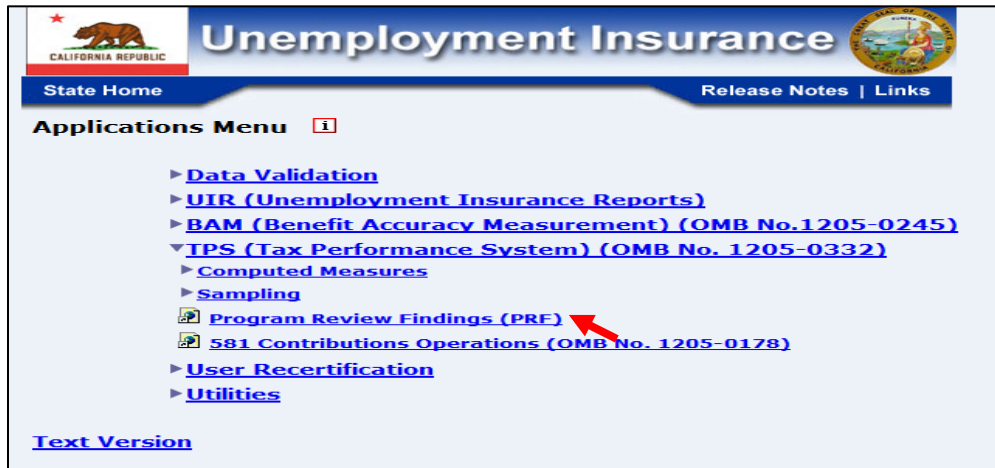 Unemployment Insurance
CALIFORNIA REPUBLIC
State Home
Release Notes | Links
Applications Menu i
Data Validation
UIR (Unemployment Insurance Reports)
BAM (Benefit Accuracy Measurement) (OMB No.1205-0245)
TPS (Tax Performance System) (OMB No. 1205-0332)
Computed Measures
Sampling
Program Review Findings (PRF)
581 Contributions Operations (OMB No. 1205-0178)
User Recertification
Utilities
Text Version